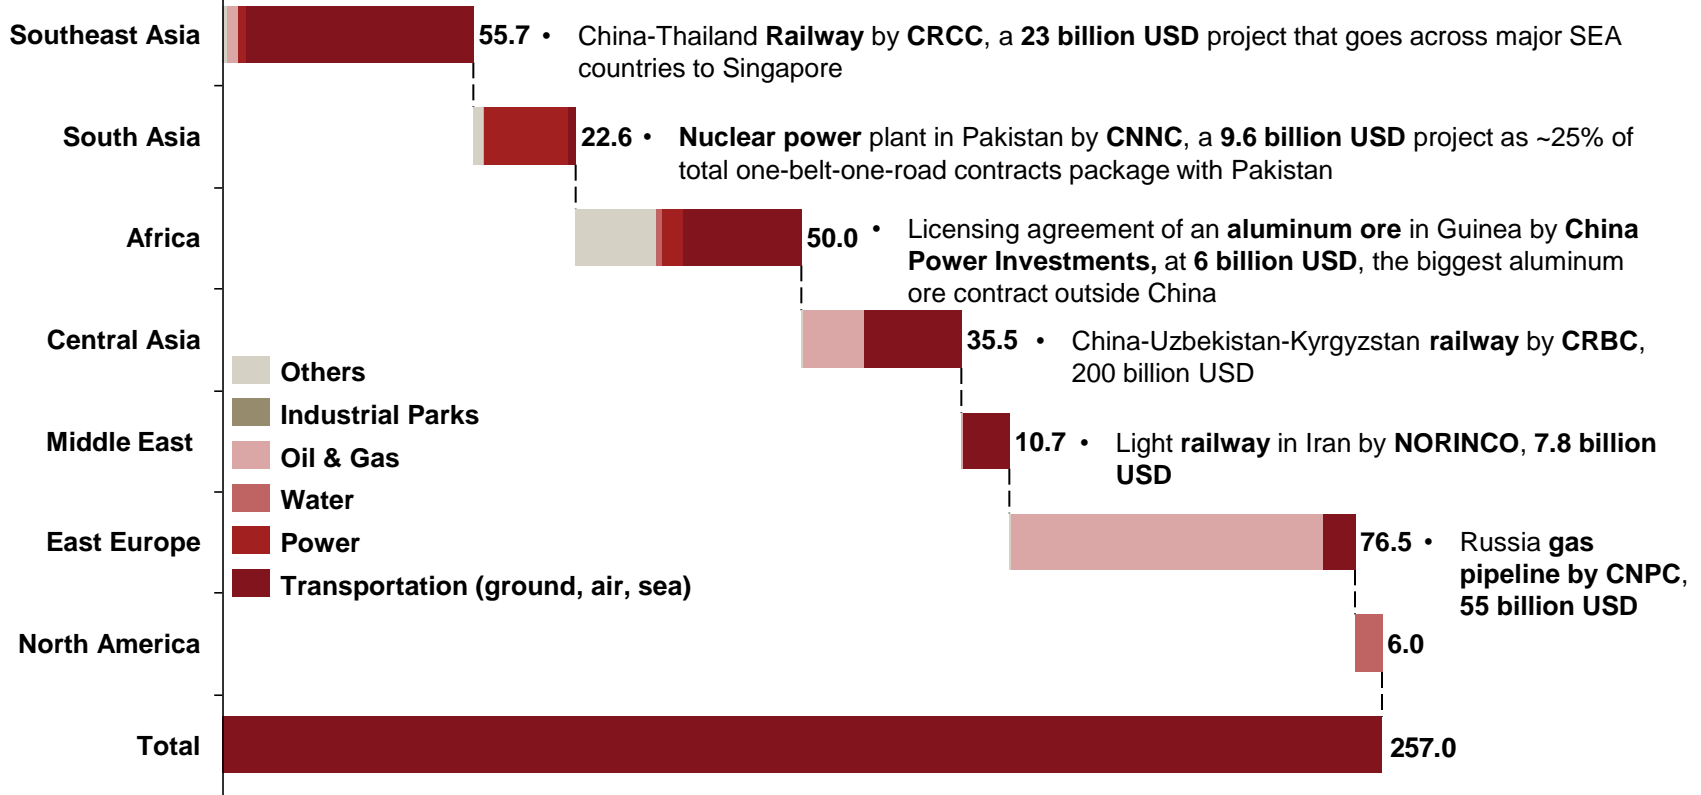 Southeast Asia
55.7
• China-Thailand Railway by CRCC, a 23 billion USD project that goes across major SEA
countries to Singapore
South Asia
22.6
• Nuclear power plant in Pakistan by CNNC, a 9.6 billion USD project as ~25% of
total one-belt-one-road contracts package with Pakistan
Africa
50.0
• Licensing agreement of an aluminum ore in Guinea by China
Power Investments, at 6 billion USD, the biggest aluminum
ore contract outside China
Central Asia
35.5
• China-Uzbekistan-Kyrgyzstan railway by CRBC,
200 billion USD
Others
Industrial Parks
Oil & Gas
Water
Power
Transportation (ground, air, sea)
Middle East
10.7
• Light railway in Iran by NORINCO, 7.8 billion
USD
East Europe
76.5
• Russia gas
pipeline by CNPC,
55 billion USD
North America
6.0
Total
257.0